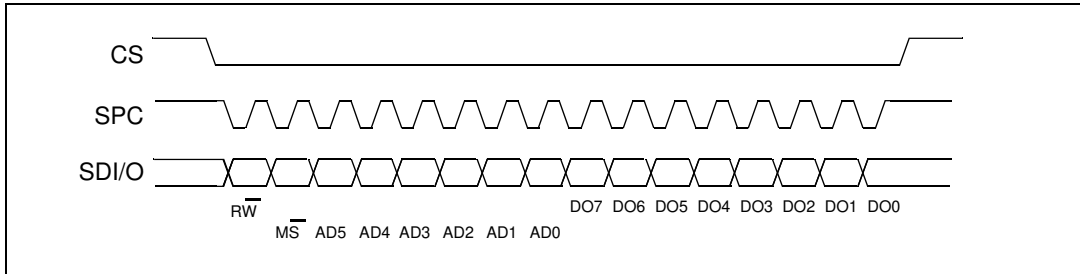 CS
SPC
SDI/O
RW̅
DO7 DO6 DO5 DO4 DO3 DO2 DO1 DO0
MS̅ AD5 AD4 AD3 AD2 AD1 AD0